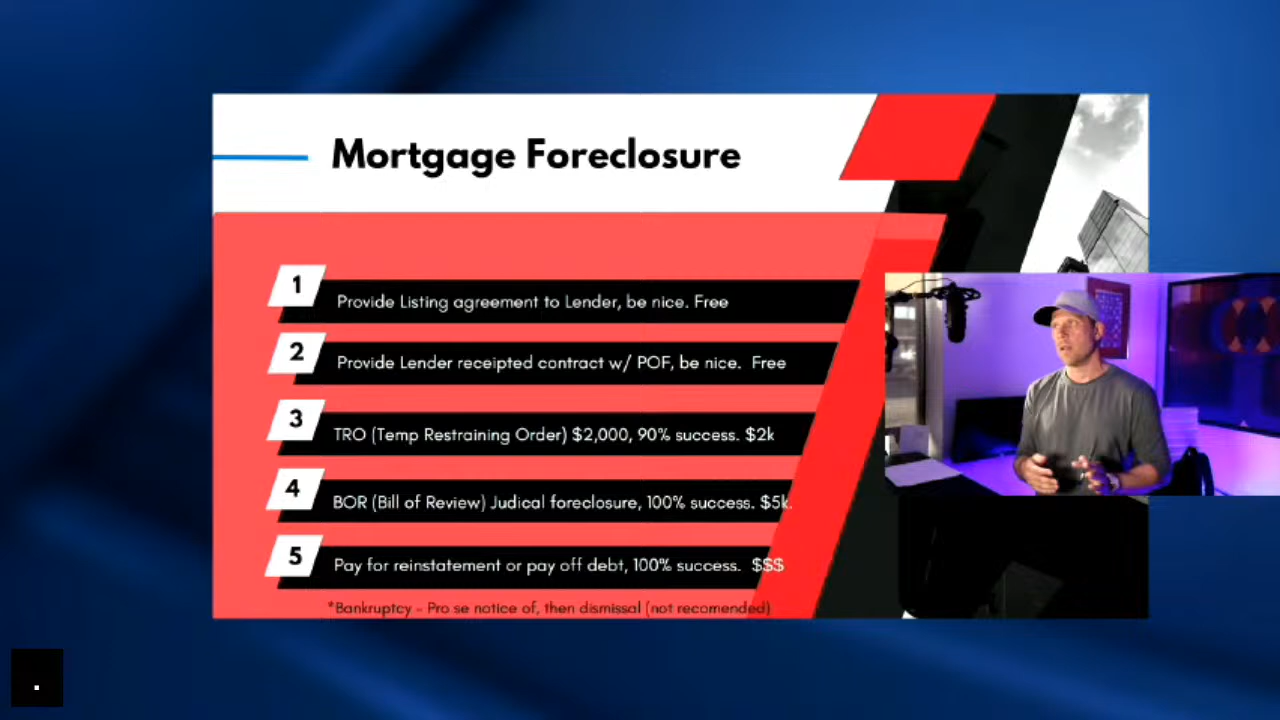 Mortgage Foreclosure
1
Provide Listing agreement to Lender, be nice. Free
2
Provide Lender receipted contract w/ POF, be nice. Free
3
TRO (Temp Restraining Order) $2,000, 90% success. $2k
4
BOR (Bill of Review) Judical foreclosure, 100% success. $5k.
5
Pay for reinstatement or pay off debt, 100% success. $$$
*Bankruptcy - Pro se notice of, then dismissal (not recomended)
.